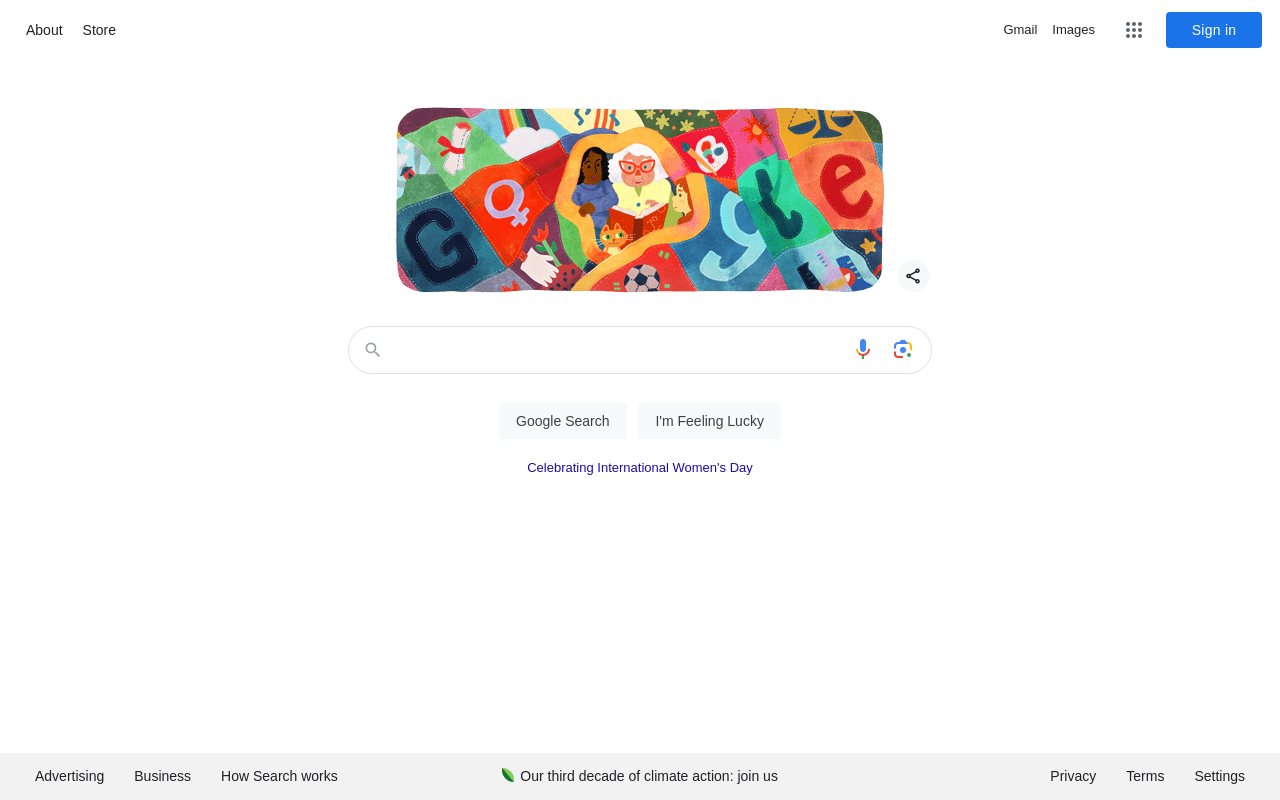 About Store Gmail Images Sign in
G g l e
Google Search I'm Feeling Lucky
Celebrating International Women's Day
Advertising Business How Search works Our third decade of climate action: join us Privacy Terms Settings